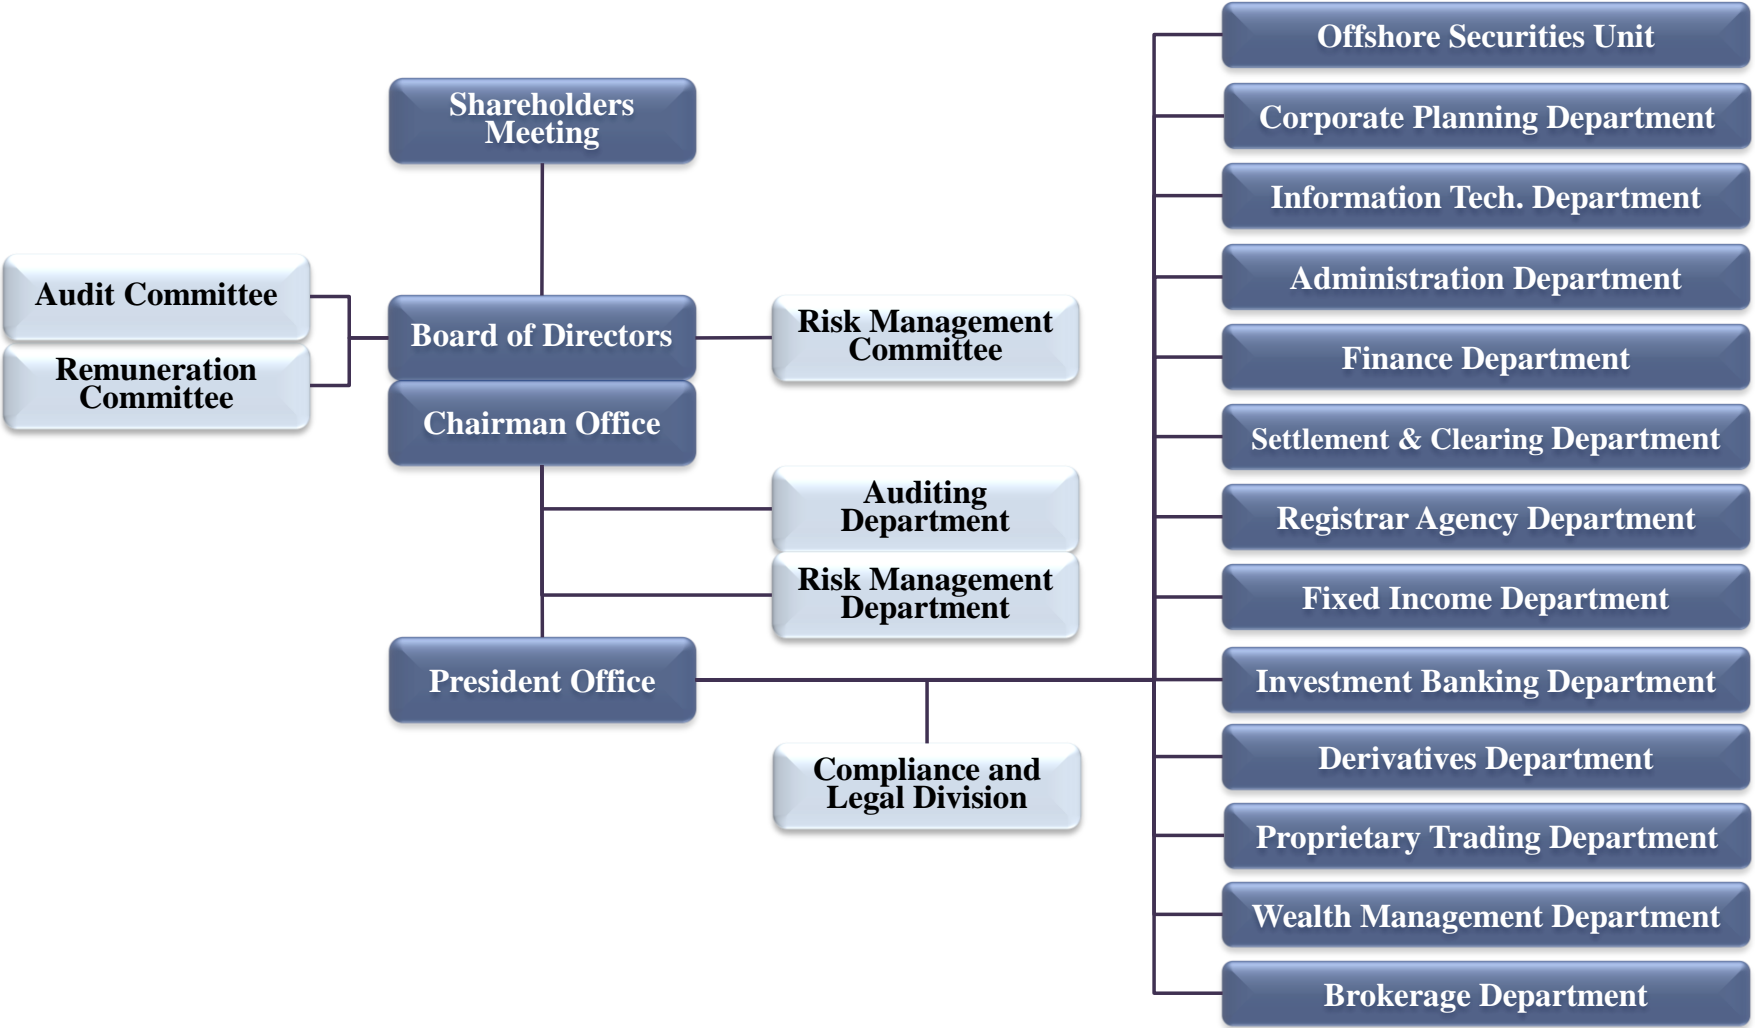 Shareholders
Meeting
Audit Committee
Remuneration
Committee
Board of Directors
Chairman Office
Risk Management
Committee
Auditing
Department
Risk Management
Department
President Office
Compliance and
Legal Division
Offshore Securities Unit
Corporate Planning Department
Information Tech. Department
Administration Department
Finance Department
Settlement & Clearing Department
Registrar Agency Department
Fixed Income Department
Investment Banking Department
Derivatives Department
Proprietary Trading Department
Wealth Management Department
Brokerage Department